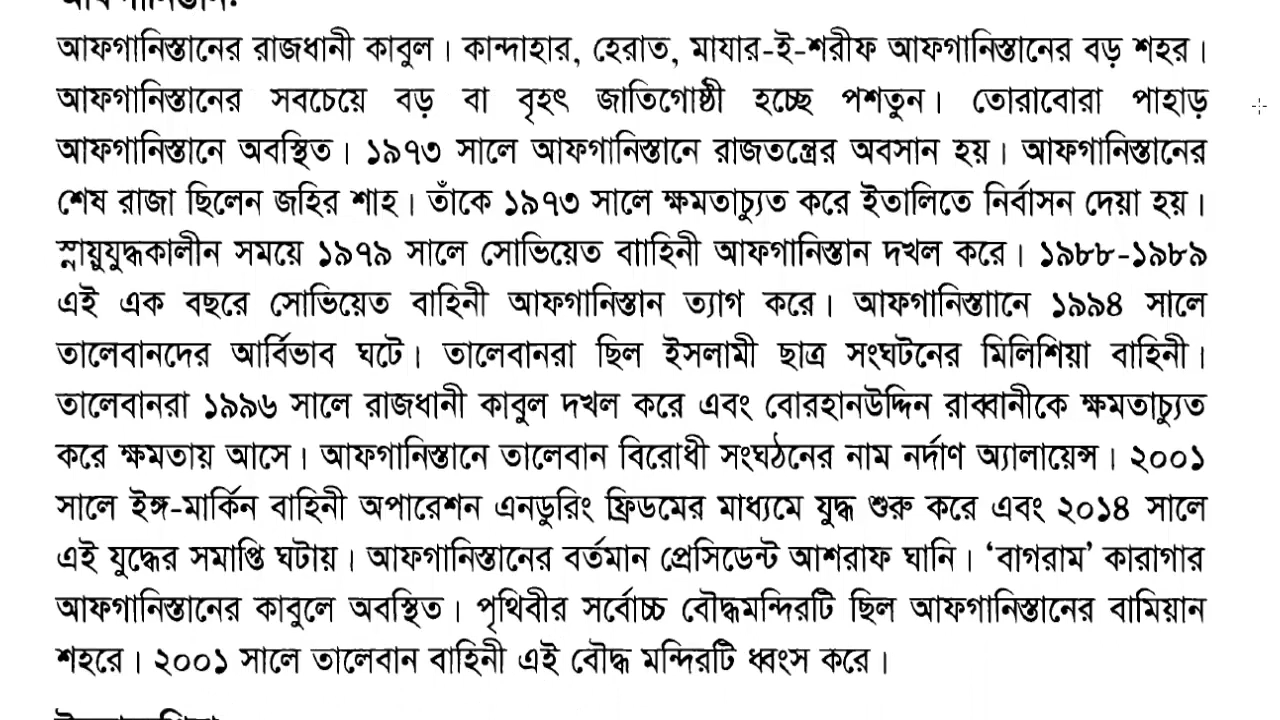 আফগানিস্তান:
আফগানিস্তানের রাজধানী কাবুল। কান্দাহার, হেরাত, মাযার-ই-শরীফ আফগানিস্তানের বড় শহর।
আফগানিস্তানের সবচেয়ে বড় বা বৃহৎ জাতিগোষ্ঠী হচ্ছে পশতুন। তোরাবোরা পাহাড়
আফগানিস্তানে অবস্থিত। ১৯৭৩ সালে আফগানিস্তানে রাজতন্ত্রের অবসান হয়। আফগানিস্তানের
শেষ রাজা ছিলেন জহির শাহ। তাঁকে ১৯৭৩ সালে ক্ষমতাচ্যুত করে ইতালিতে নির্বাসন দেয়া হয়।
স্নায়ুযুদ্ধকালীন সময়ে ১৯৭৯ সালে সোভিয়েত বাাহিনী আফগানিস্তান দখল করে। ১৯৮৮-১৯৮৯
এই এক বছরে সোভিয়েত বাহিনী আফগানিস্তান ত্যাগ করে। আফগানিস্তাানে ১৯৯৪ সালে
তালেবানদের আর্বিভাব ঘটে। তালেবানরা ছিল ইসলামী ছাত্র সংঘটনের মিলিশিয়া বাহিনী।
তালেবানরা ১৯৯৬ সালে রাজধানী কাবুল দখল করে এবং বোরহানউদ্দিন রাব্বানীকে ক্ষমতাচ্যুত
করে ক্ষমতায় আসে। আফগানিস্তানে তালেবান বিরোধী সংঘঠনের নাম নর্দাণ অ্যালায়েন্স। ২০০১
সালে ইঙ্গ-মার্কিন বাহিনী অপারেশন এনডুরিং ফ্রিডমের মাধ্যমে যুদ্ধ শুরু করে এবং ২০১৪ সালে
এই যুদ্ধের সমাপ্তি ঘটায়। আফগানিস্তানের বর্তমান প্রেসিডেন্ট আশরাফ ঘানি। ‘বাগরাম’ কারাগার
আফগানিস্তানের কাবুলে অবস্থিত। পৃথিবীর সর্বোচ্চ বৌদ্ধমন্দিরটি ছিল আফগানিস্তানের বামিয়ান
শহরে। ২০০১ সালে তালেবান বাহিনী এই বৌদ্ধ মন্দিরটি ধ্বংস করে।